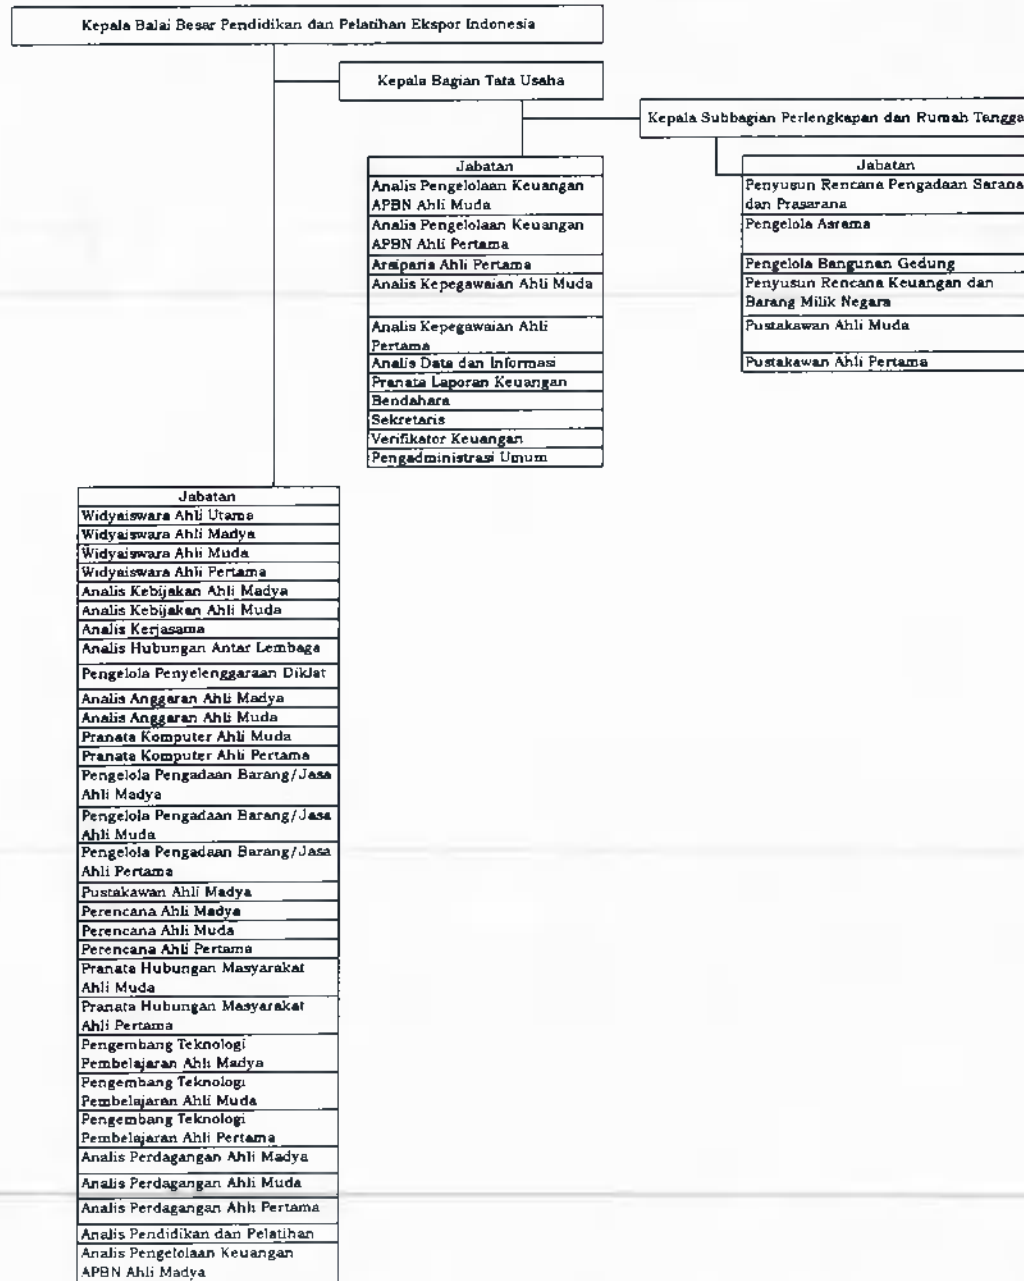 Kepala Balai Besar Pendidikan dan Pelatihan Ekspor Indonesia
Kepala Bagian Tata Usaha
Kepala Subbagian Perlengkapan dan Rumah Tangga
Jabatan
Analis Pengelolaan Keuangan
APBN Ahli Muda
Analis Pengelolaan Keuangan
APBN Ahli Pertama
Arsiparis Ahli Pertama
Analis Kepegawaian Ahli Muda
Analis Kepegawaian Ahli
Pertama
Analis Data dan Informasi
Pranata Laporan Keuangan
Bendahara
Sekretaris
Verifikator Keuangan
Pengadministrasi Umum
Jabatan
Penyusun Rencana Pengadaan Sarana
dan Prasarana
Pengelola Asrama
Pengelola Bangunan Gedung
Penyusun Rencana Keuangan dan
Barang Milik Negara
Pustakawan Ahli Muda
Pustakawan Ahli Pertama
Jabatan
Widyaiswara Ahli Utama
Widyaiswara Ahli Madya
Widyaiswara Ahli Muda
Widyaiswara Ahli Pertama
Analis Kebijakan Ahli Madya
Analis Kebijakan Ahli Muda
Analis Kerjasama
Analis Hubungan Antar Lembaga
Pengelola Penyelenggaraan Diklat
Analis Anggaran Ahli Madya
Analis Anggaran Ahli Muda
Pranata Komputer Ahli Muda
Pranata Komputer Ahli Pertama
Pengelola Pengadaan Barang/Jasa
Ahli Madya
Pengelola Pengadaan Barang/Jasa
Ahli Muda
Pengelola Pengadaan Barang/Jasa
Ahli Pertama
Pustakawan Ahli Madya
Perencana Ahli Madya
Perencana Ahli Muda
Perencana Ahli Pertama
Pranata Hubungan Masyarakat
Ahli Muda
Pranata Hubungan Masyarakat
Ahli Pertama
Pengembang Teknologi
Pembelajaran Ahli Madya
Pengembang Teknologi
Pembelajaran Ahli Muda
Pengembang Teknologi
Pembelajaran Ahli Pertama
Analis Perdagangan Ahli Madya
Analis Perdagangan Ahli Muda
Analis Perdagangan Ahli Pertama
Analis Pendidikan dan Pelatihan
Analis Pengelolaan Keuangan
APBN Ahli Madya